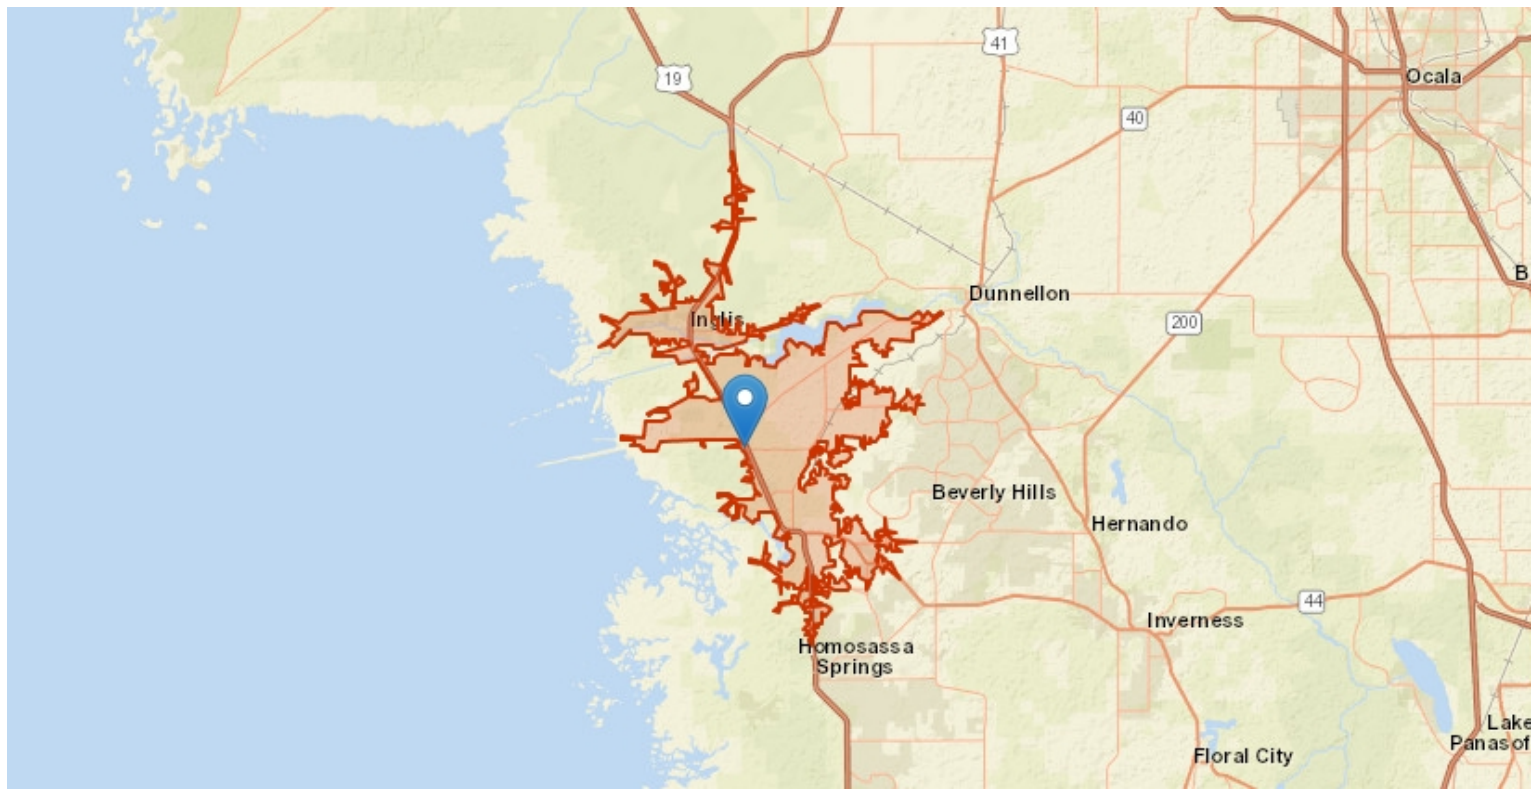 41
19
Ocala
40
B
Dunnellon
Inglis
200
Beverly Hills
Hernando
44
Inverness
Homosassa
Springs
Lake
Panasof
Floral City